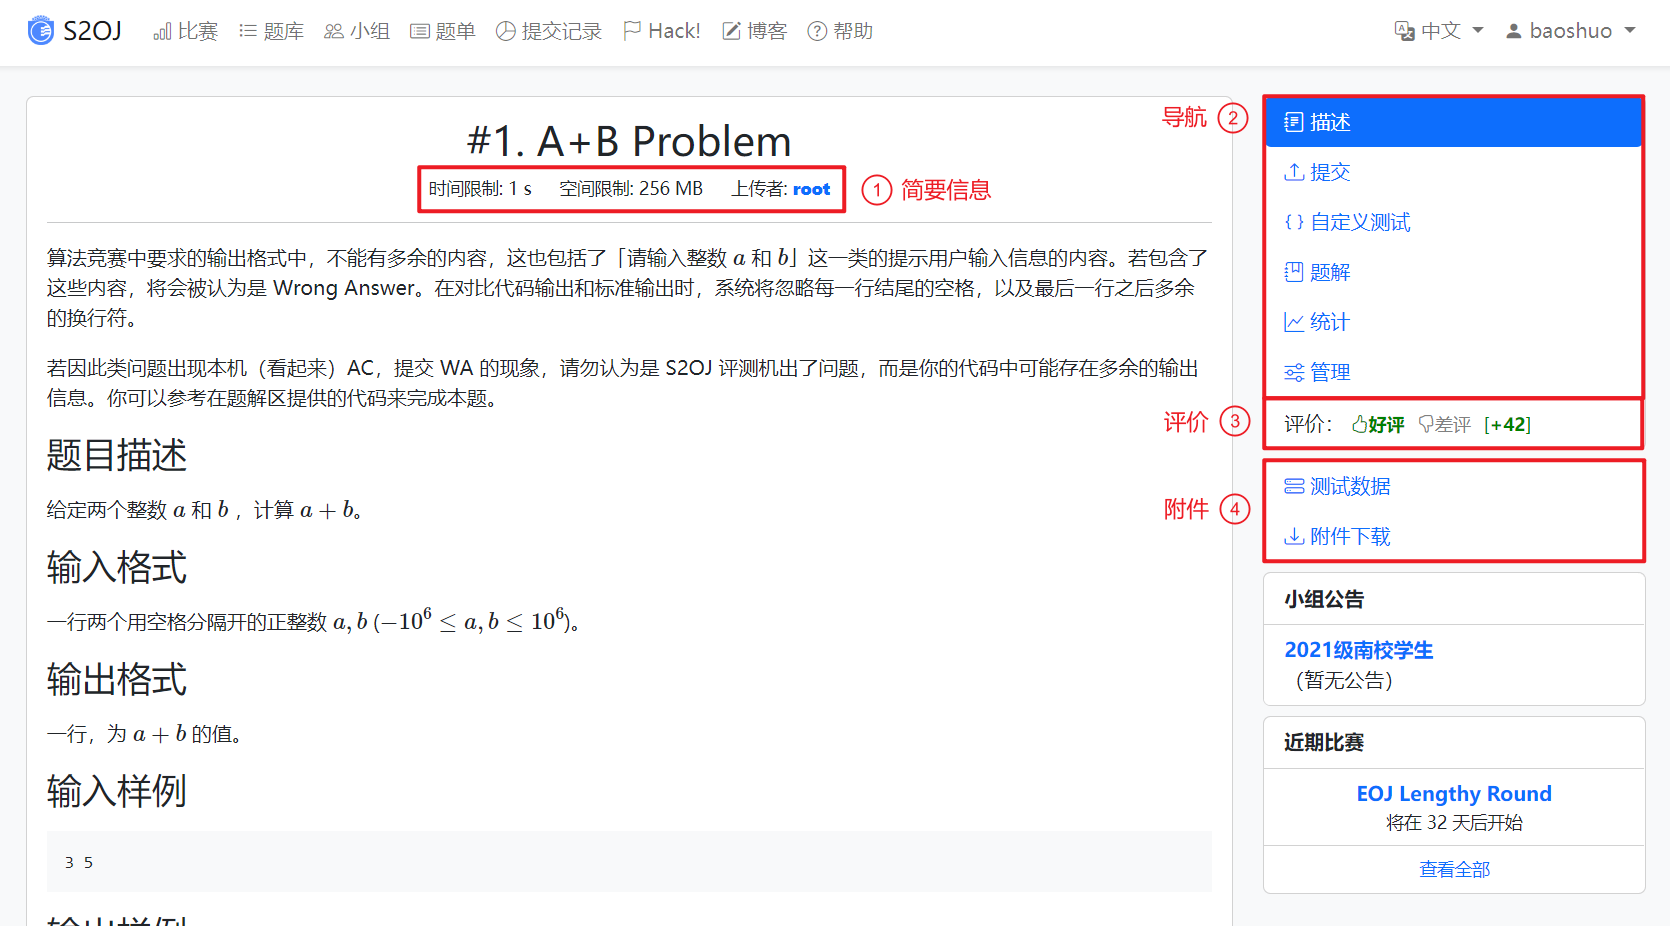 S2OJ 比赛 题库 小组 题单 提交记录 Hack! 博客 帮助 中文 baoshuo
#1. A+B Problem
时间限制: 1 s 空间限制: 256 MB 上传者: root
① 简要信息
算法竞赛中要求的输出格式中，不能有多余的内容，这也包括了「请输入整数 a 和 b」这一类的提示用户输入信息的内容。若包含了
这些内容，将会被认为是 Wrong Answer。在对比代码输出和标准输出时，系统将忽略每一行结尾的空格，以及最后一行之后多余
的换行符。
若因此类问题出现本机（看起来）AC，提交 WA 的现象，请勿认为是 S2OJ 评测机出了问题，而是你的代码中可能存在多余的输出
信息。你可以参考在题解区提供的代码来完成本题。
题目描述
给定两个整数 a 和 b ，计算 a + b。
输入格式
一行两个用空格分隔开的正整数 a, b (−10^6 ≤ a, b ≤ 10^6)。
输出格式
一行，为 a + b 的值。
输入样例
3 5
输出样例
导航 ②
描述
提交
自定义测试
题解
统计
管理
评价 ③
评价： 好评 差评 [+42]
附件 ④
测试数据
附件下载
小组公告
2021级南校学生
（暂无公告）
近期比赛
EOJ Lengthy Round
将在 32 天后开始
查看全部